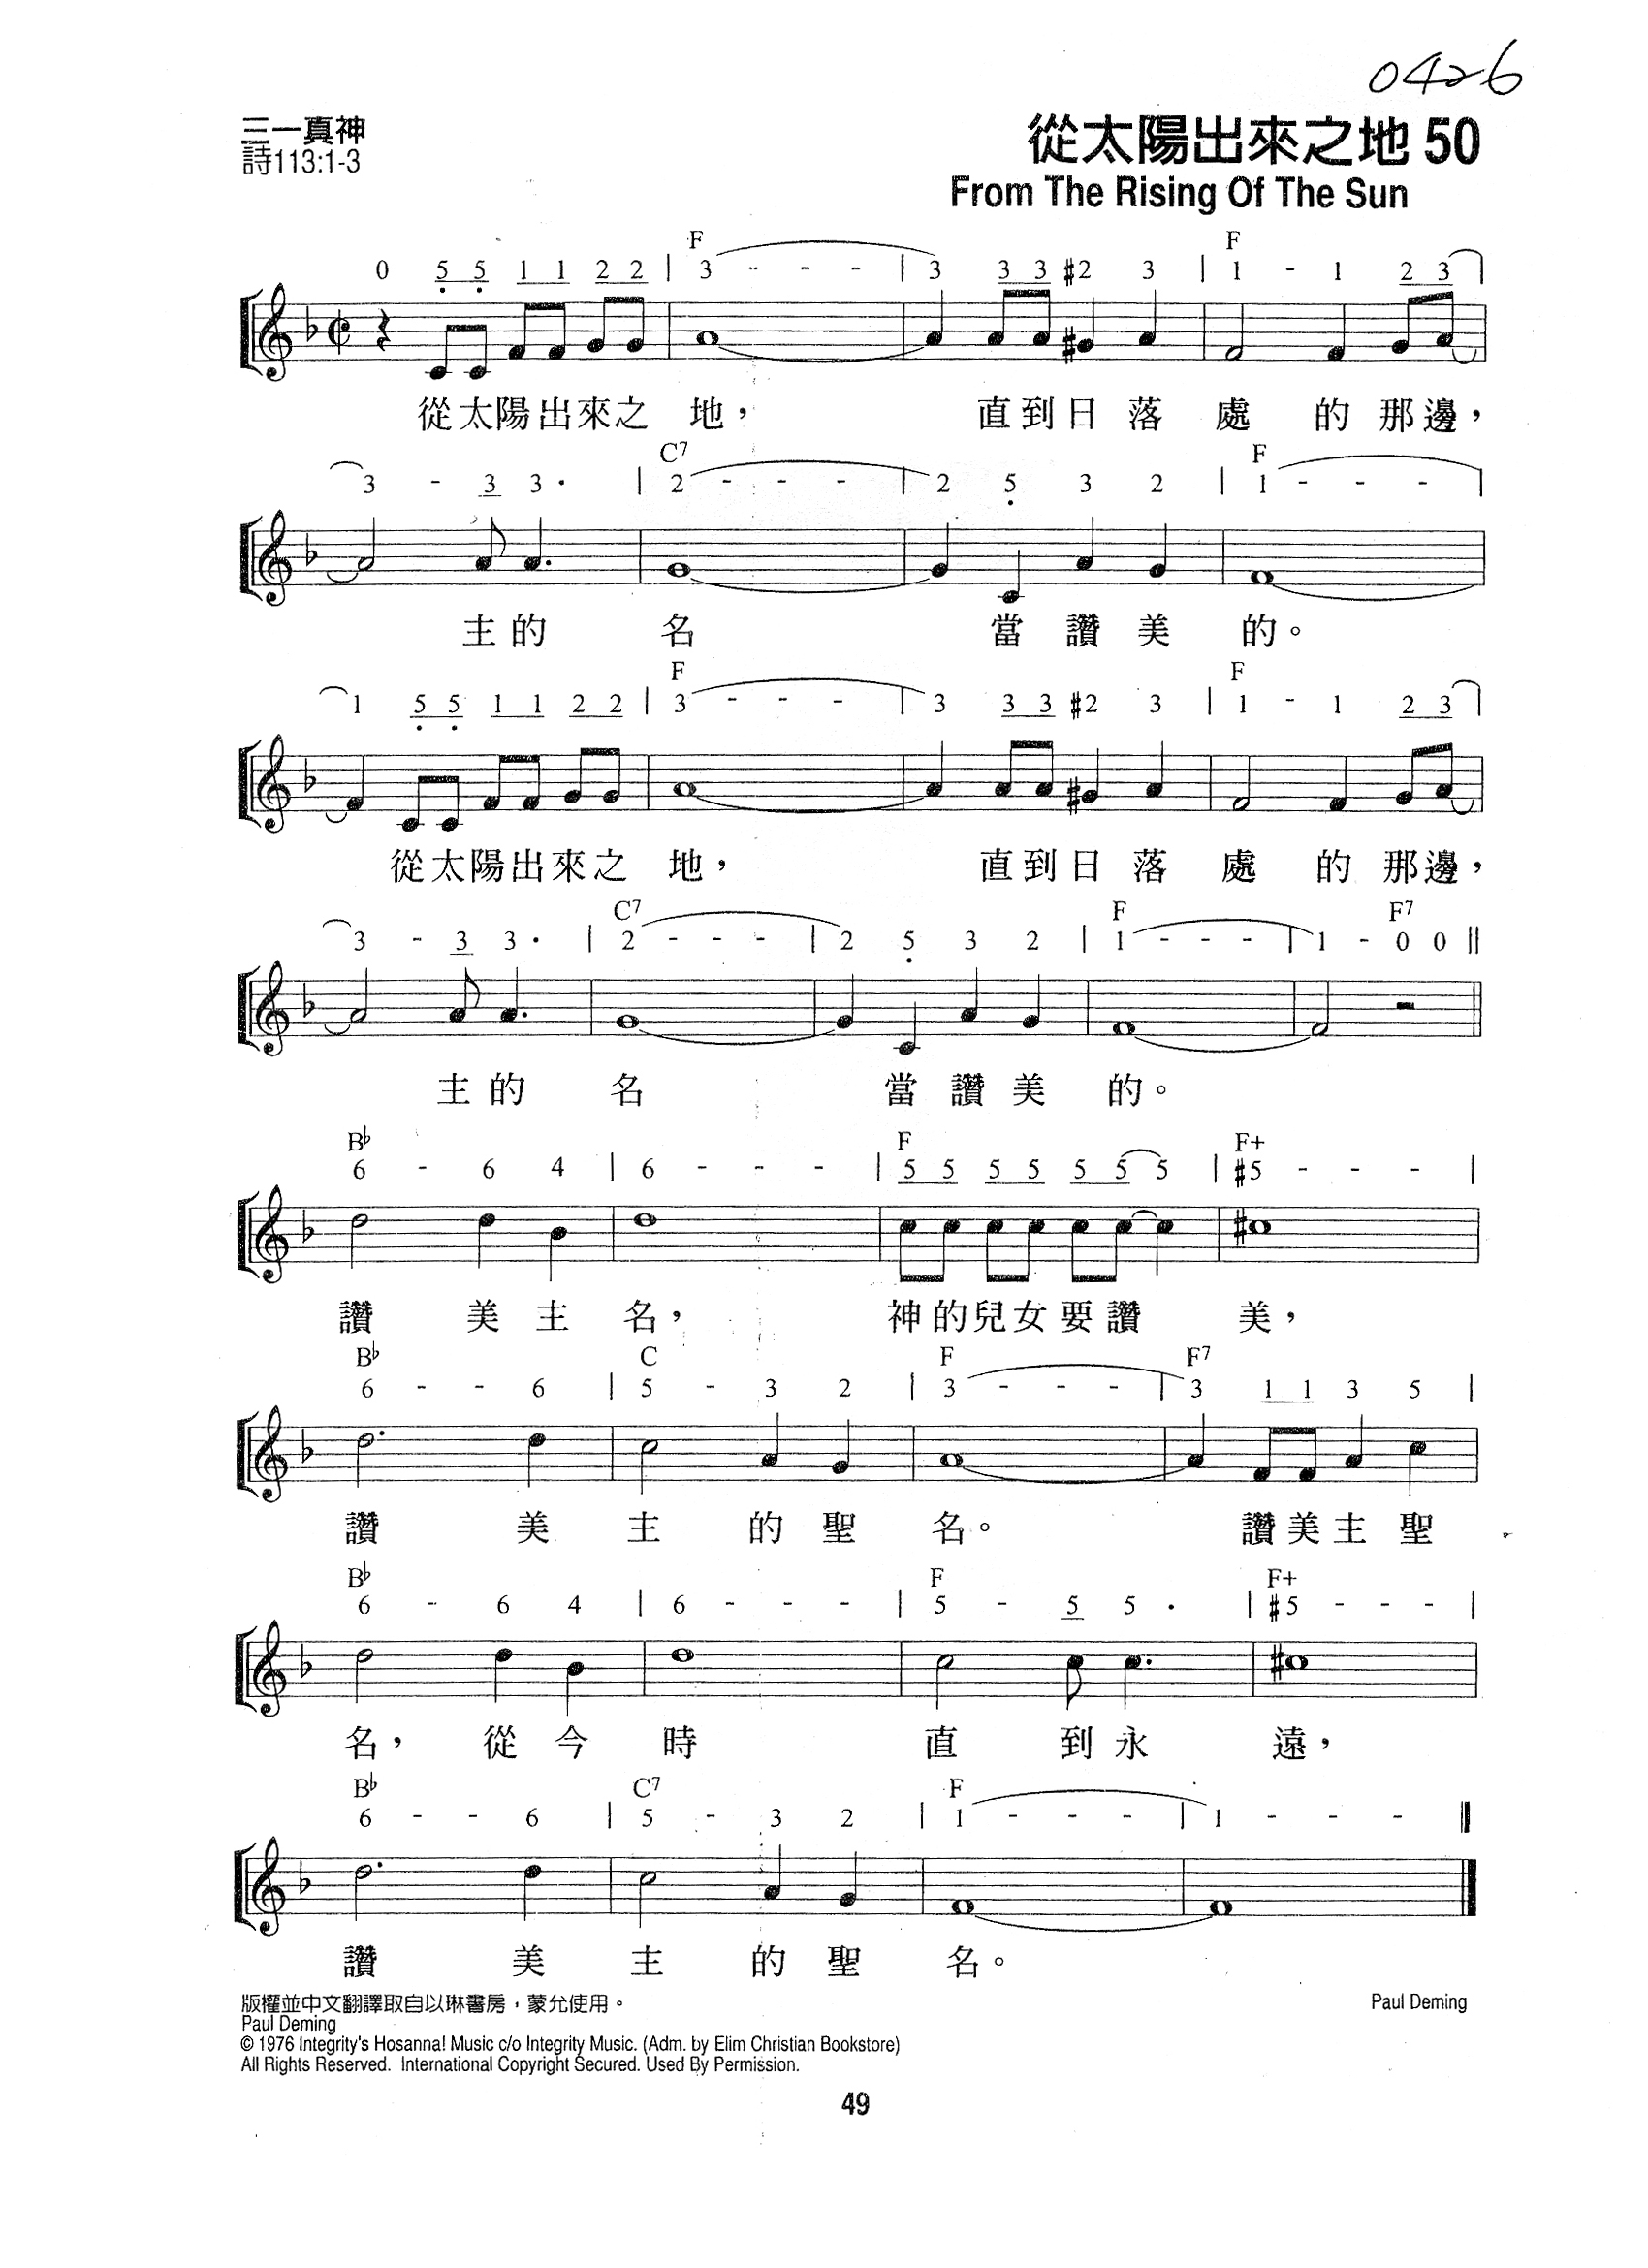 0426
三一真神
詩113:1-3
從太陽出來之地 50
From The Rising Of The Sun
F F
0 5 5 1 1 2 2 | 3 - - - | 3 3 3 #2 3 | 1 - 1 2 3 |
從太陽出來之 地, 直到日落處的那邊,
C7 F
3 - 3 3 · | 2 - - - | 2 5 3 2 | 1 - - - |
主的名 當讚美的。
F F
1 5 5 1 1 2 2 | 3 - - - | 3 3 3 #2 3 | 1 - 1 2 3 |
從太陽出來之 地, 直到日落處的那邊,
C7 F F7
3 - 3 3 · | 2 - - - | 2 5 3 2 | 1 - - - | 1 - 0 0 ||
主的名 當讚美的。
B♭ F F+
6 - 6 4 | 6 - - - | 5 5 5 5 5 5 5 | #5 - - - |
讚美主名, 神的兒女要讚美,
B♭ C F F7
6 - - 6 | 5 - 3 2 | 3 - - - | 3 1 1 3 5 |
讚美主的聖名。 讚美主聖
B♭ F F+
6 - 6 4 | 6 - - - | 5 - 5 5 · | #5 - - - |
名, 從今時 直到永遠,
B♭ C7 F
6 - - 6 | 5 - 3 2 | 1 - - - | 1 - - - ||
讚美主的聖名。
版權並中文翻譯取自以琳書房,蒙允使用。
Paul Deming
Paul Deming
© 1976 Integrity's Hosanna! Music c/o Integrity Music. (Adm. by Elim Christian Bookstore)
All Rights Reserved. International Copyright Secured. Used By Permission.
49